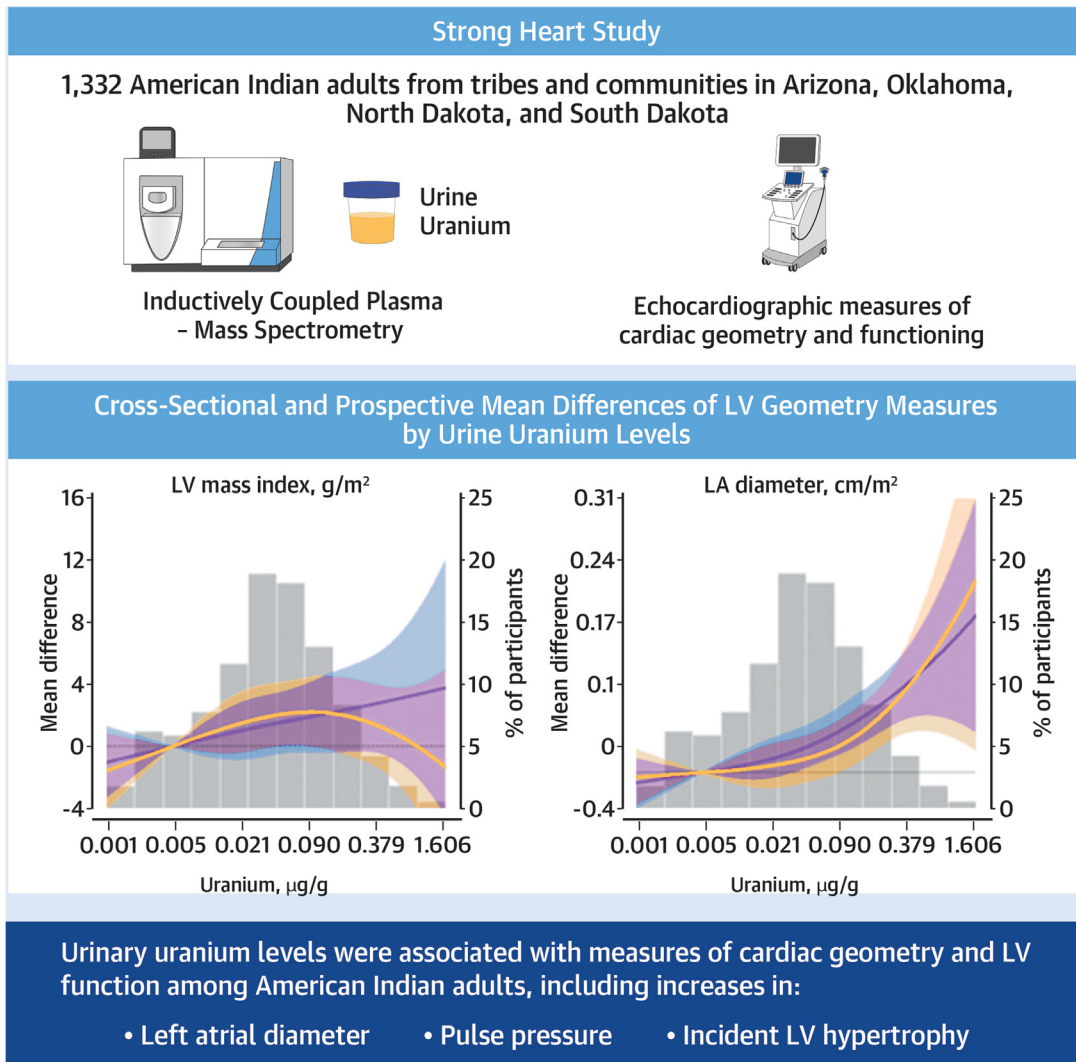 Strong Heart Study
1,332 American Indian adults from tribes and communities in Arizona, Oklahoma,
North Dakota, and South Dakota
Urine
Uranium
Inductively Coupled Plasma
– Mass Spectrometry
Echocardiographic measures of
cardiac geometry and functioning
Cross-Sectional and Prospective Mean Differences of LV Geometry Measures
by Urine Uranium Levels
LV mass index, g/m²
Mean difference
16
12
8
4
0
-4
25
20
15
10
5
0
% of participants
0.001 0.005 0.021 0.090 0.379 1.606
Uranium, µg/g
LA diameter, cm/m²
Mean difference
0.31
0.24
0.17
0.1
0
-0.4
25
20
15
10
5
0
% of participants
0.001 0.005 0.021 0.090 0.379 1.606
Uranium, µg/g
Urinary uranium levels were associated with measures of cardiac geometry and LV
function among American Indian adults, including increases in:
• Left atrial diameter • Pulse pressure • Incident LV hypertrophy